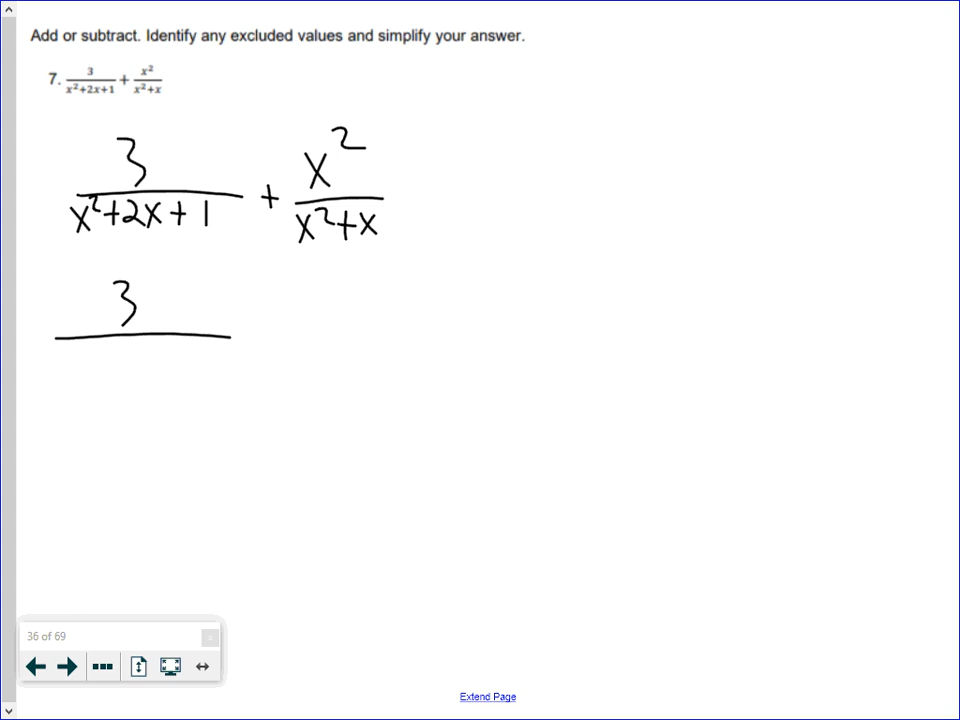 Add or subtract. Identify any excluded values and simplify your answer.
7. 3/(x²+2x+1) + x²/(x²+x)
3/(x²+2x+1) + x²/(x²+x)
3
36 of 69
Extend Page